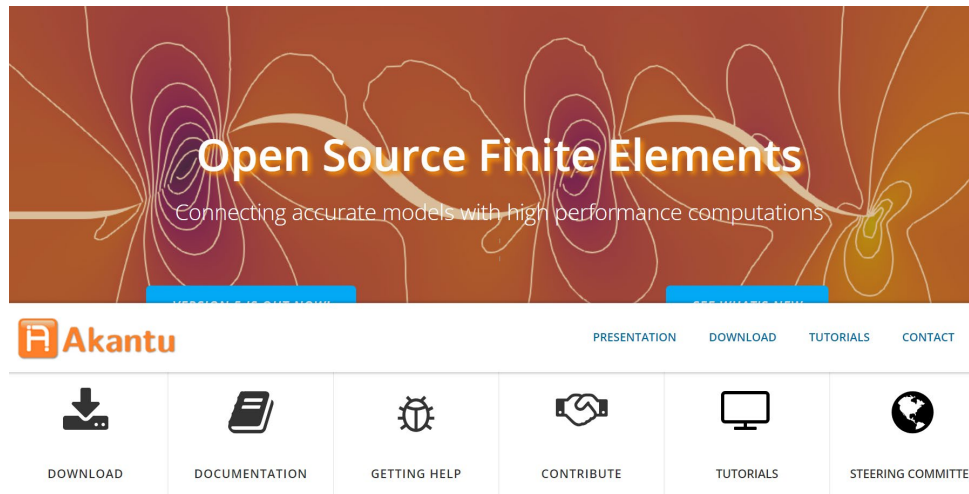 Open Source Finite Elements
Connecting accurate models with high performance computations
Akantu
PRESENTATION DOWNLOAD TUTORIALS CONTACT
DOWNLOAD DOCUMENTATION GETTING HELP CONTRIBUTE TUTORIALS STEERING COMMITTE